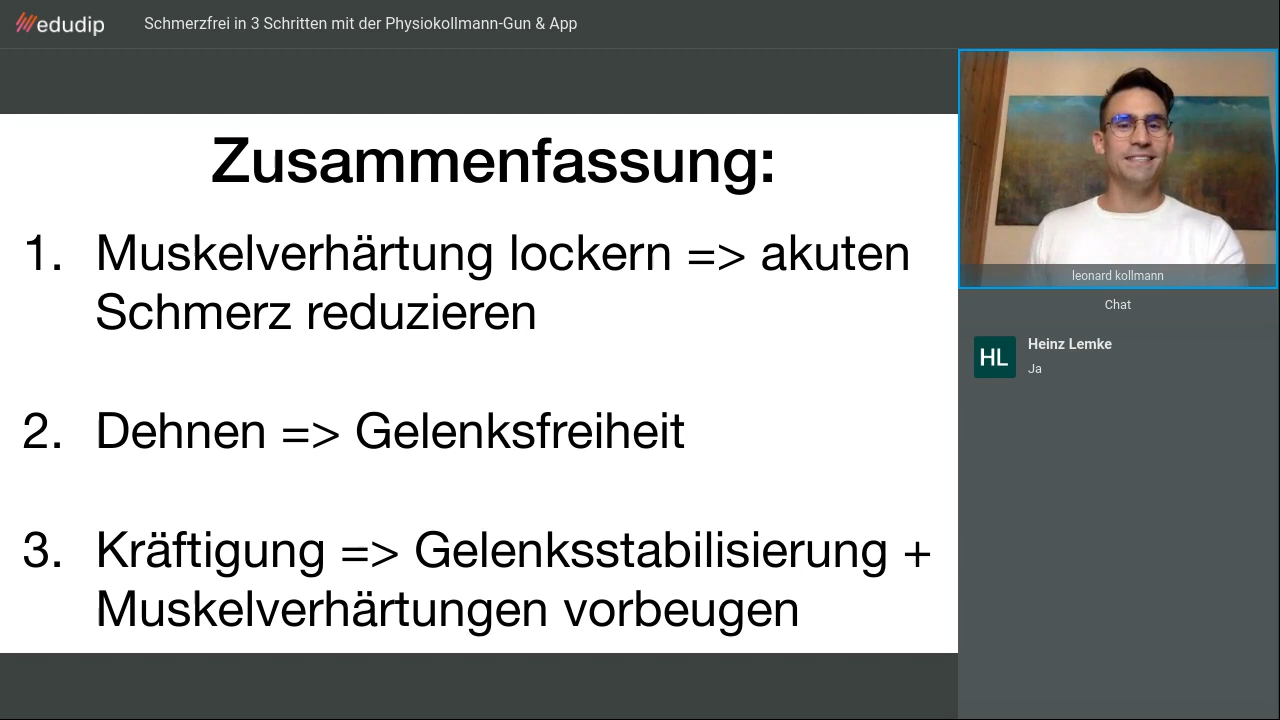 edudip
Schmerzfrei in 3 Schritten mit der Physiokollmann-Gun & App
Zusammenfassung:
1. Muskelverhärtung lockern => akuten
Schmerz reduzieren
2. Dehnen => Gelenksfreiheit
3. Kräftigung => Gelenksstabilisierung +
Muskelverhärtungen vorbeugen
leonard kollmann
Chat
HL
Heinz Lemke
Ja